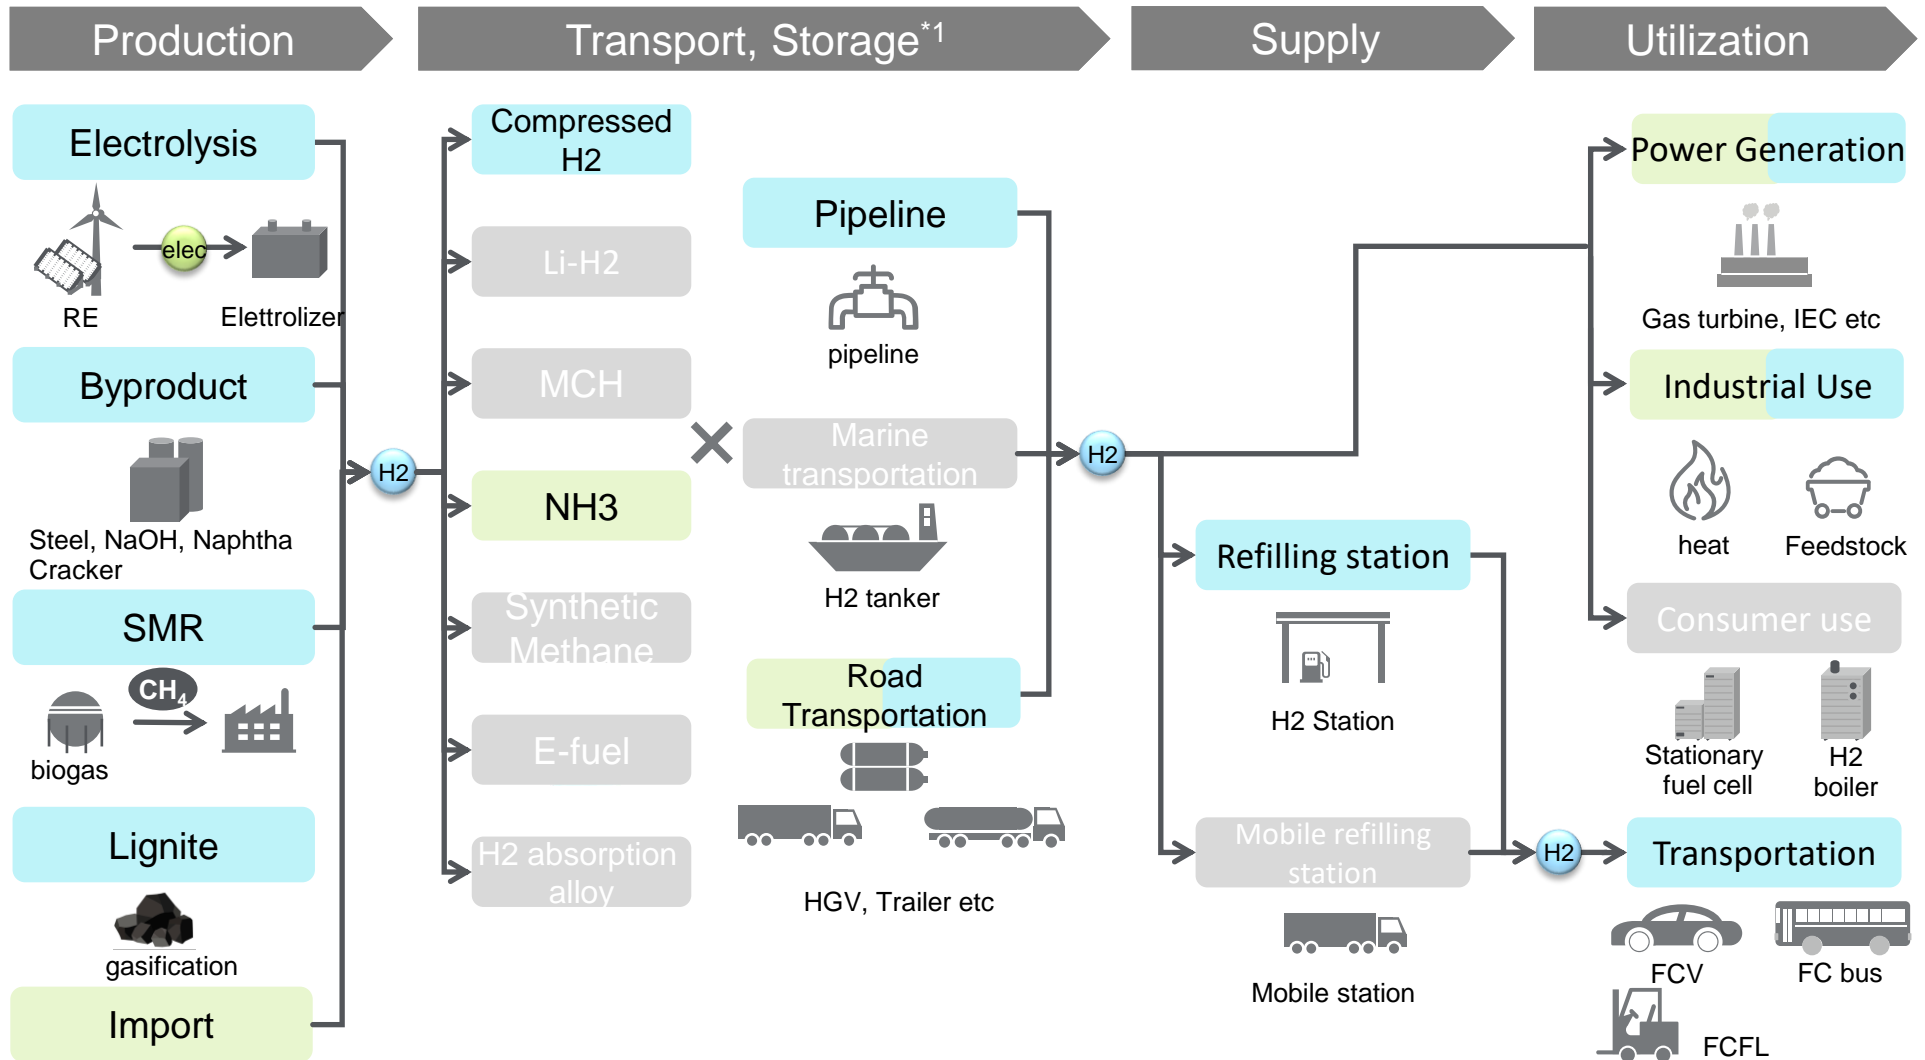 Production
Transport, Storage*1
Supply
Utilization
Electrolysis
elec
RE
Elettrolizer
Byproduct
Steel, NaOH, Naphtha
Cracker
SMR
CH4
biogas
Lignite
gasification
Import
H2
Compressed
H2
Li-H2
MCH
NH3
Synthetic
Methane
E-fuel
H2 absorption
alloy
Pipeline
pipeline
Marine
transportation
H2 tanker
Road
Transportation
HGV, Trailer etc
H2
Refilling station
H2 Station
Mobile refilling
station
Mobile station
H2
Power Generation
Gas turbine, IEC etc
Industrial Use
heat
Feedstock
Consumer use
Stationary
fuel cell
H2
boiler
Transportation
FCV
FC bus
FCFL